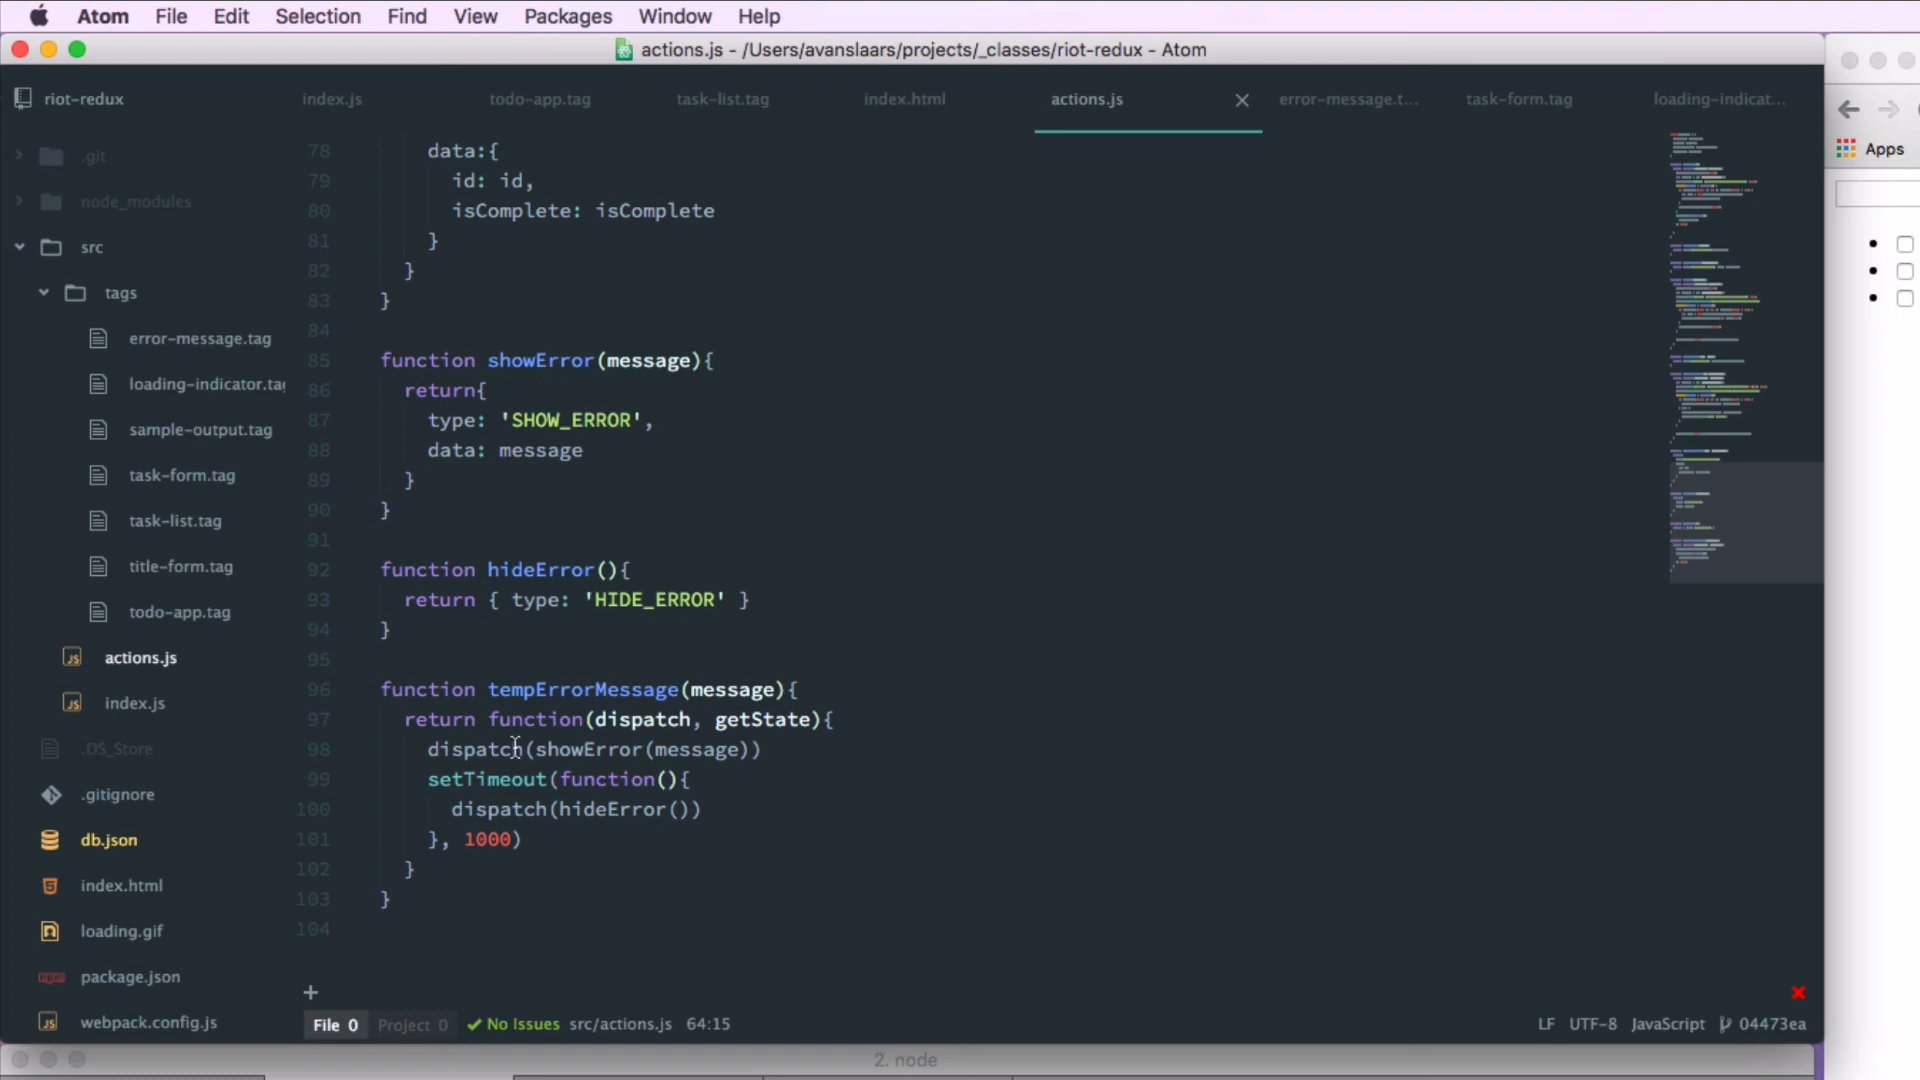 Atom File Edit Selection Find View Packages Window Help
actions.js - /Users/avanslaars/projects/_classes/riot-redux - Atom
riot-redux
index.js todo-app.tag task-list.tag index.html actions.js error-message.t... task-form.tag loading-indicat...
Apps
.git
node_modules
src
tags
error-message.tag
loading-indicator.tag
sample-output.tag
task-form.tag
task-list.tag
title-form.tag
todo-app.tag
actions.js
index.js
.DS_Store
.gitignore
db.json
index.html
loading.gif
package.json
webpack.config.js
78 data:{
79 id: id,
80 isComplete: isComplete
81 }
82 }
83 }
84
85 function showError(message){
86 return{
87 type: 'SHOW_ERROR',
88 data: message
89 }
90 }
91
92 function hideError(){
93 return { type: 'HIDE_ERROR' }
94 }
95
96 function tempErrorMessage(message){
97 return function(dispatch, getState){
98 dispatch(showError(message))
99 setTimeout(function(){
100 dispatch(hideError())
101 }, 1000)
102 }
103 }
104
File 0 Project 0 No Issues src/actions.js 64:15 LF UTF-8 JavaScript 04473ea
2. node